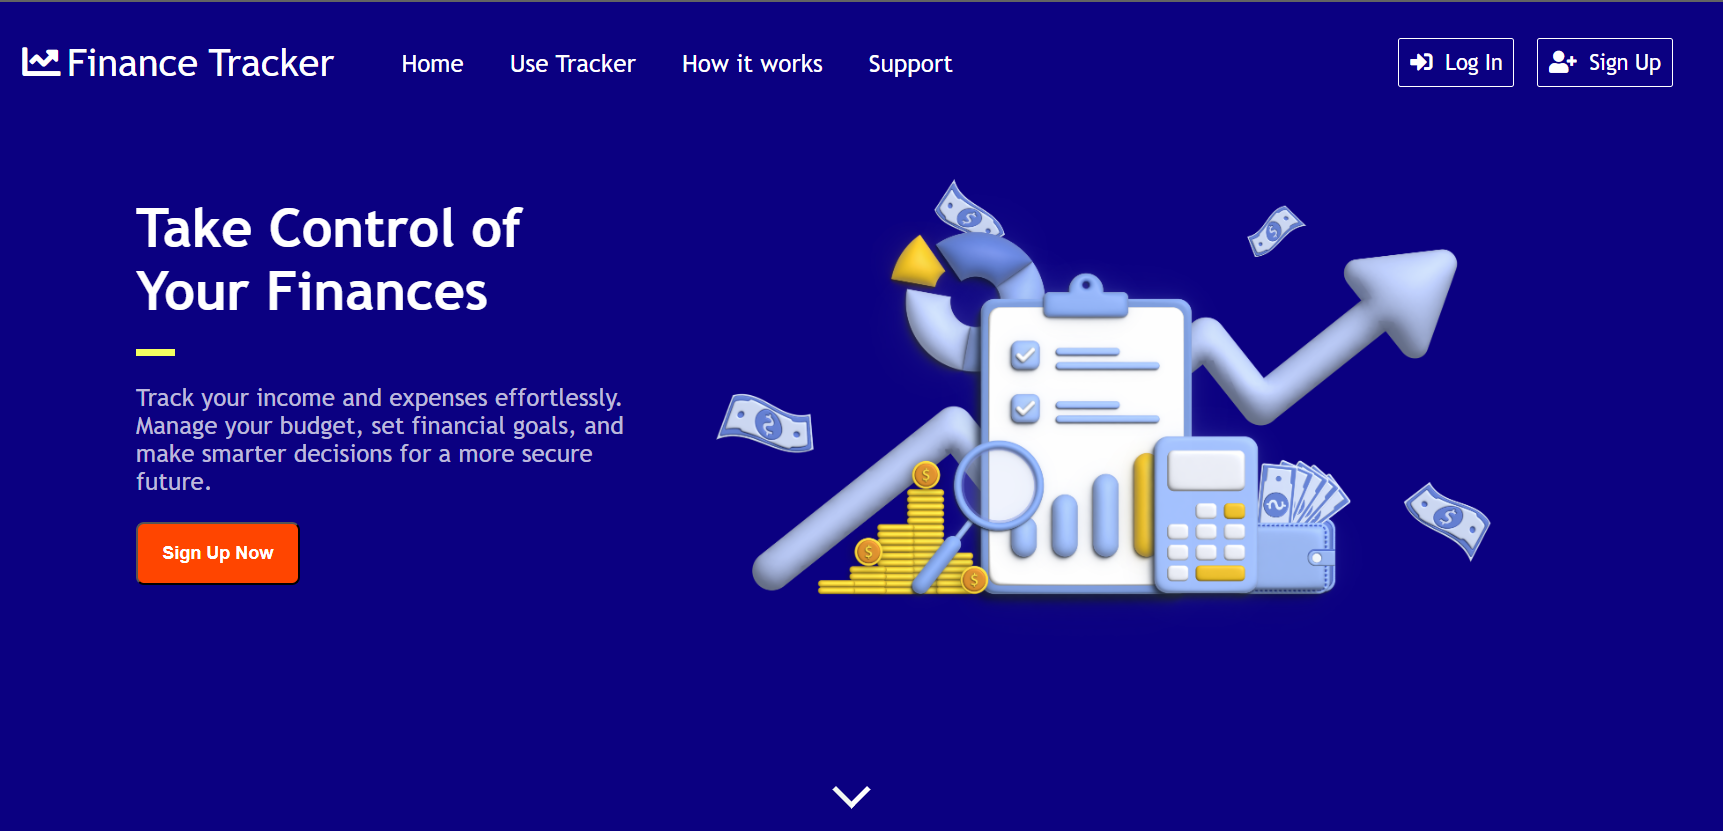 Finance Tracker
Home
Use Tracker
How it works
Support
Log In
Sign Up
Take Control of
Your Finances
Track your income and expenses effortlessly.
Manage your budget, set financial goals, and
make smarter decisions for a more secure
future.
Sign Up Now